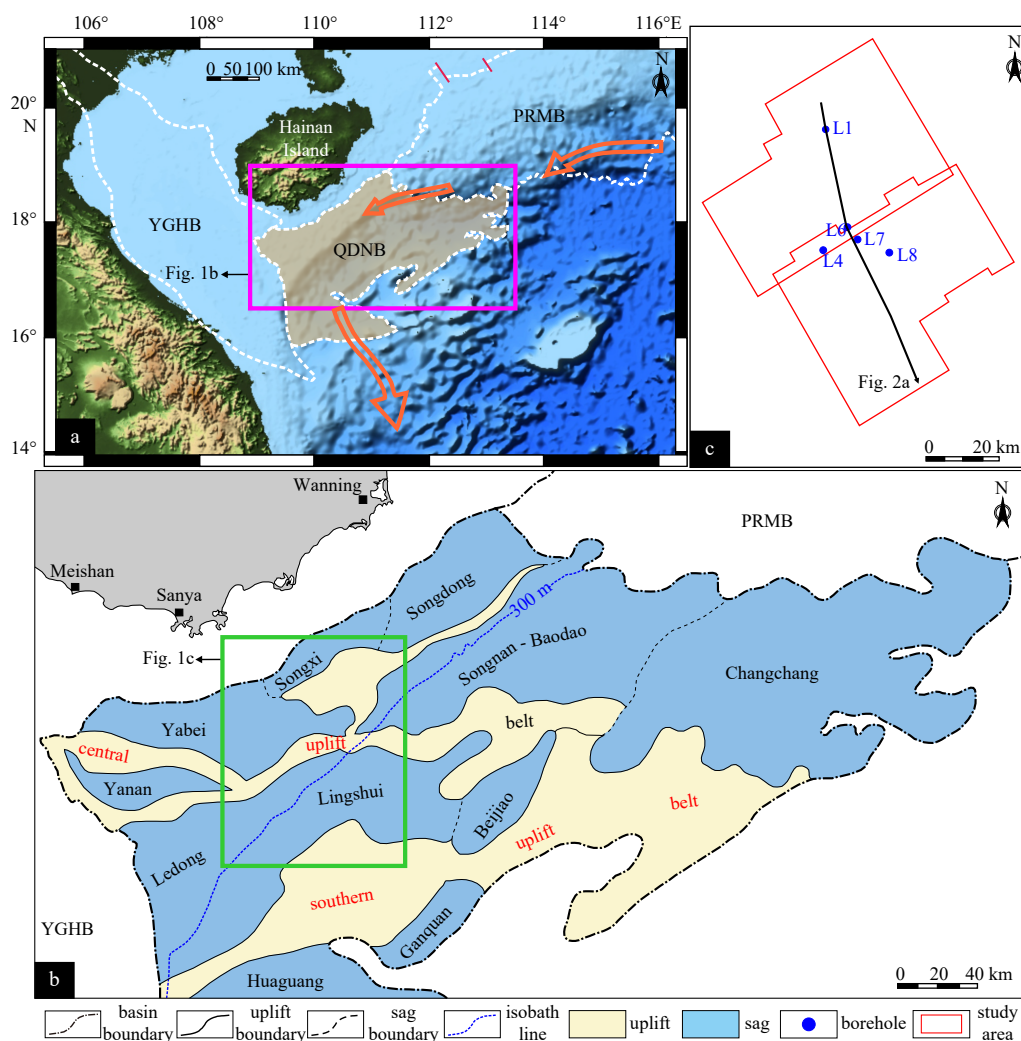 106° 108° 110° 112° 114° 116°E
20°
N
18°
16°
14°
0 50 100 km
N
PRMB
Hainan
Island
YGHB
QDNB
Fig. 1b
a
N
L1
L6
L7
L4
L8
Fig. 2a
0 20 km
c
Wanning
N
PRMB
Meishan
Sanya
Songdong
300 m
Fig. 1c
Songxi
Songnan - Baodao
Changchang
Yabei
belt
uplift
central
Yanan
Lingshui
Beijiao
belt
uplift
Ledong
southern
Ganquan
YGHB
Huaguang
0 20 40 km
b
basin
boundary
uplift
boundary
sag
boundary
isobath
line
uplift
sag
borehole
study
area